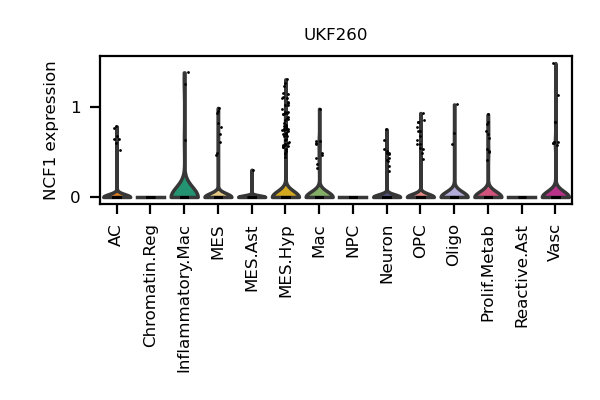 UKF260
NCF1 expression
1
0
AC
Chromatin.Reg
Inflammatory.Mac
MES
MES.Ast
MES.Hyp
Mac
NPC
Neuron
OPC
Oligo
Prolif.Metab
Reactive.Ast
Vasc